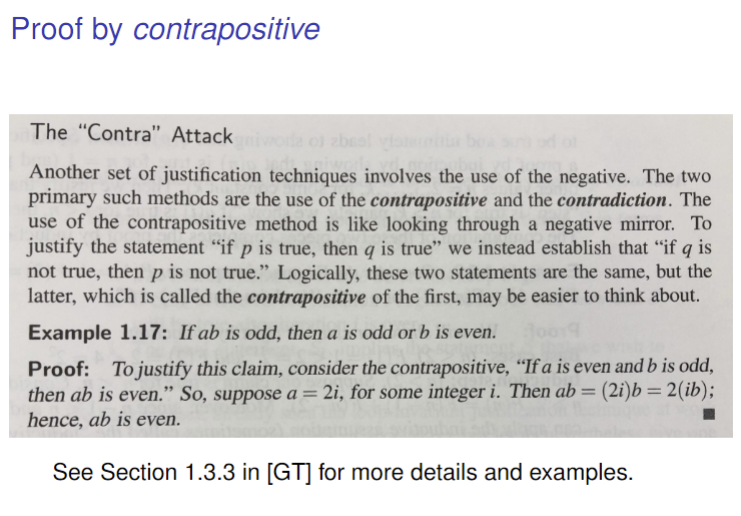 Proof by contrapositive
The “Contra” Attack
Another set of justification techniques involves the use of the negative. The two
primary such methods are the use of the contrapositive and the contradiction. The
use of the contrapositive method is like looking through a negative mirror. To
justify the statement “if p is true, then q is true” we instead establish that “if q is
not true, then p is not true.” Logically, these two statements are the same, but the
latter, which is called the contrapositive of the first, may be easier to think about.
Example 1.17: If ab is odd, then a is odd or b is even.
Proof: To justify this claim, consider the contrapositive, “If a is even and b is odd,
then ab is even.” So, suppose a = 2i, for some integer i. Then ab = (2i)b = 2(ib);
hence, ab is even. ■
See Section 1.3.3 in [GT] for more details and examples.